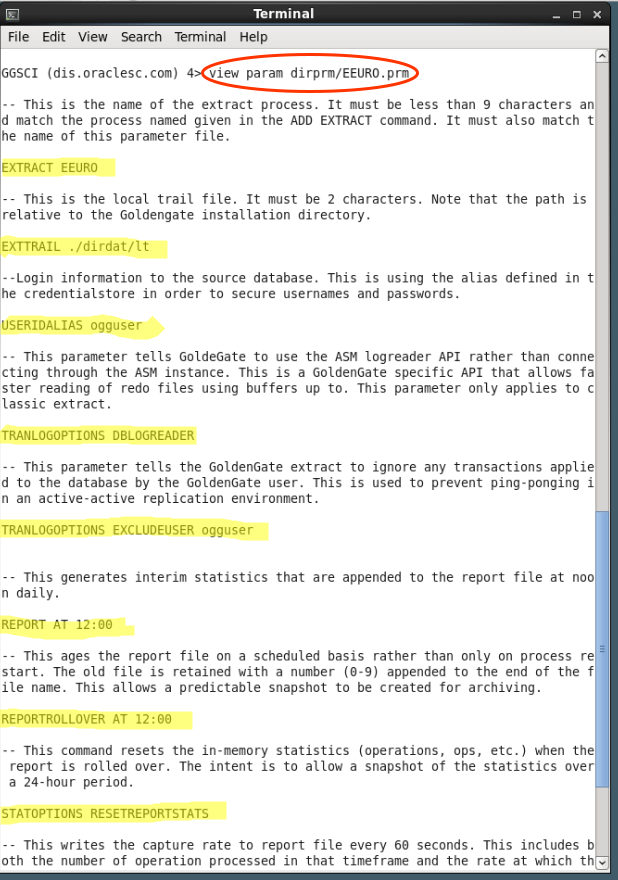 Terminal
File Edit View Search Terminal Help
GGSCI (dis.oraclesc.com) 4> view param dirprm/EEURO.prm
-- This is the name of the extract process. It must be less than 9 characters an
d match the process named given in the ADD EXTRACT command. It must also match t
he name of this parameter file.
EXTRACT EEURO
-- This is the local trail file. It must be 2 characters. Note that the path is
relative to the Goldengate installation directory.
EXTTRAIL ./dirdat/lt
--Login information to the source database. This is using the alias defined in t
he credentialstore in order to secure usernames and passwords.
USERIDALIAS ogguser
-- This parameter tells GoldeGate to use the ASM logreader API rather than conne
cting through the ASM instance. This is a GoldenGate specific API that allows fa
ster reading of redo files using buffers up to. This parameter only applies to c
lassic extract.
TRANLOGOPTIONS DBLOGREADER
-- This parameter tells the GoldenGate extract to ignore any transactions applie
d to the database by the GoldenGate user. This is used to prevent ping-ponging i
n an active-active replication environment.
TRANLOGOPTIONS EXCLUDEUSER ogguser
-- This generates interim statistics that are appended to the report file at noo
n daily.
REPORT AT 12:00
-- This ages the report file on a scheduled basis rather than only on process re
start. The old file is retained with a number (0-9) appended to the end of the f
ile name. This allows a predictable snapshot to be created for archiving.
REPORTROLLOVER AT 12:00
-- This command resets the in-memory statistics (operations, ops, etc.) when the
report is rolled over. The intent is to allow a snapshot of the statistics over
a 24-hour period.
STATOPTIONS RESETREPORTSTATS
-- This writes the capture rate to report file every 60 seconds. This includes b
oth the number of operation processed in that timeframe and the rate at which th